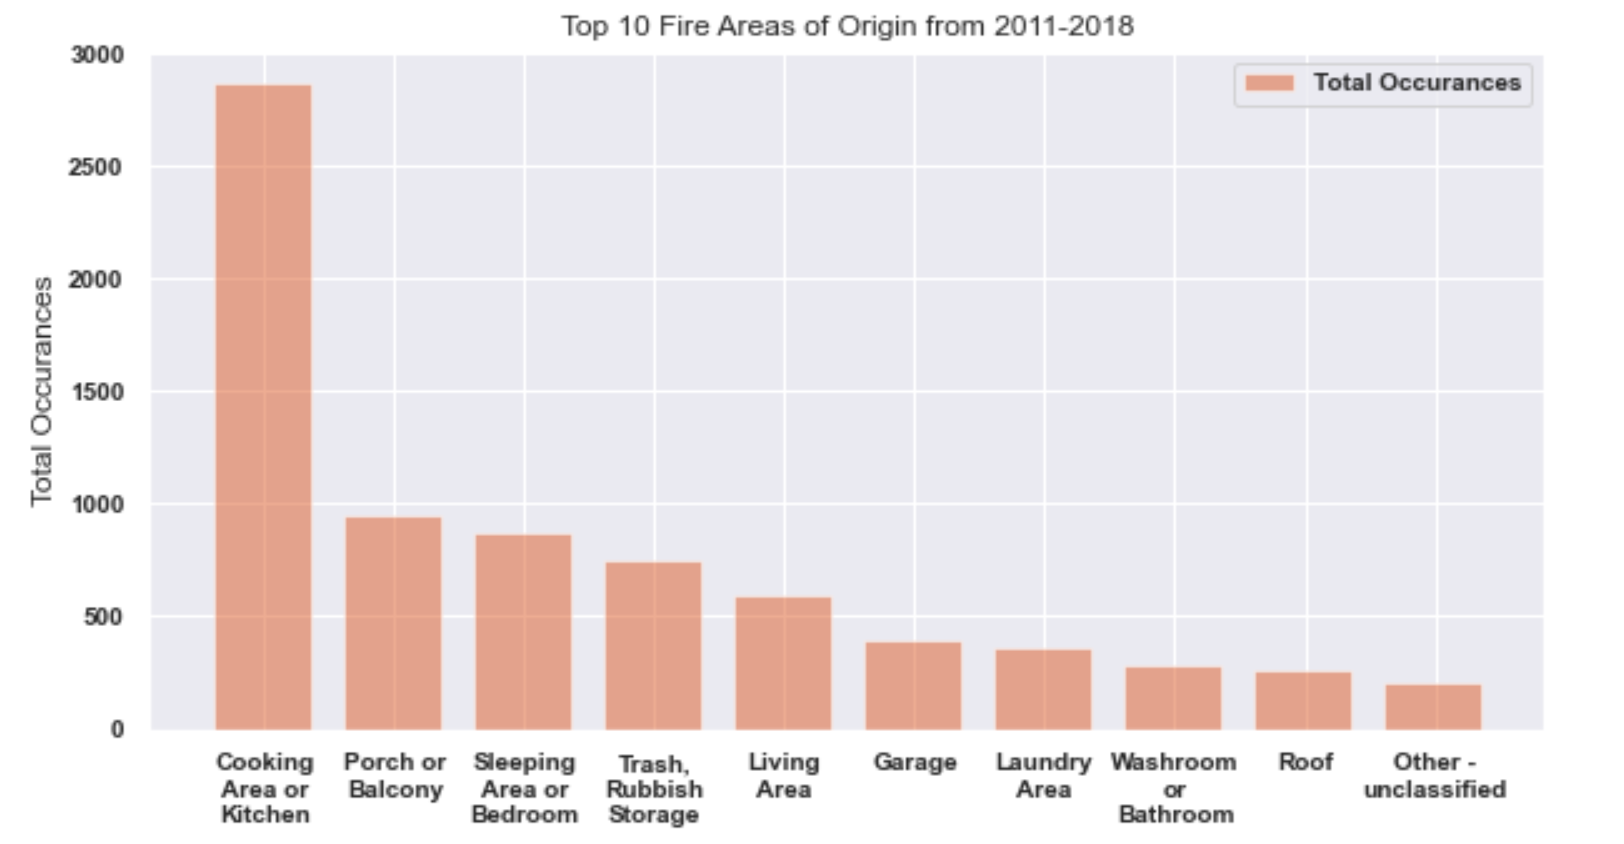 Top 10 Fire Areas of Origin from 2011-2018
Total Occurances
3000
2500
2000
1500
1000
500
0
Total Occurances
Cooking
Area or
Kitchen
Porch or
Balcony
Sleeping
Area or
Bedroom
Trash,
Rubbish
Storage
Living
Area
Garage
Laundry
Area
Washroom
or
Bathroom
Roof
Other -
unclassified